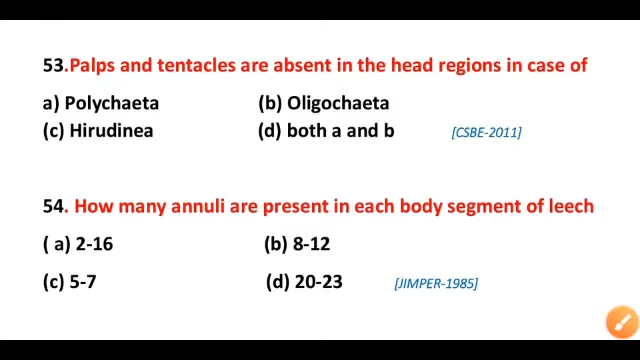 53.Palps and tentacles are absent in the head regions in case of
a) Polychaeta (b) Oligochaeta
(c) Hirudinea (d) both a and b [CSBE-2011]
54. How many annuli are present in each body segment of leech
( a) 2-16 (b) 8-12
(c) 5-7 (d) 20-23 [JIMPER-1985]